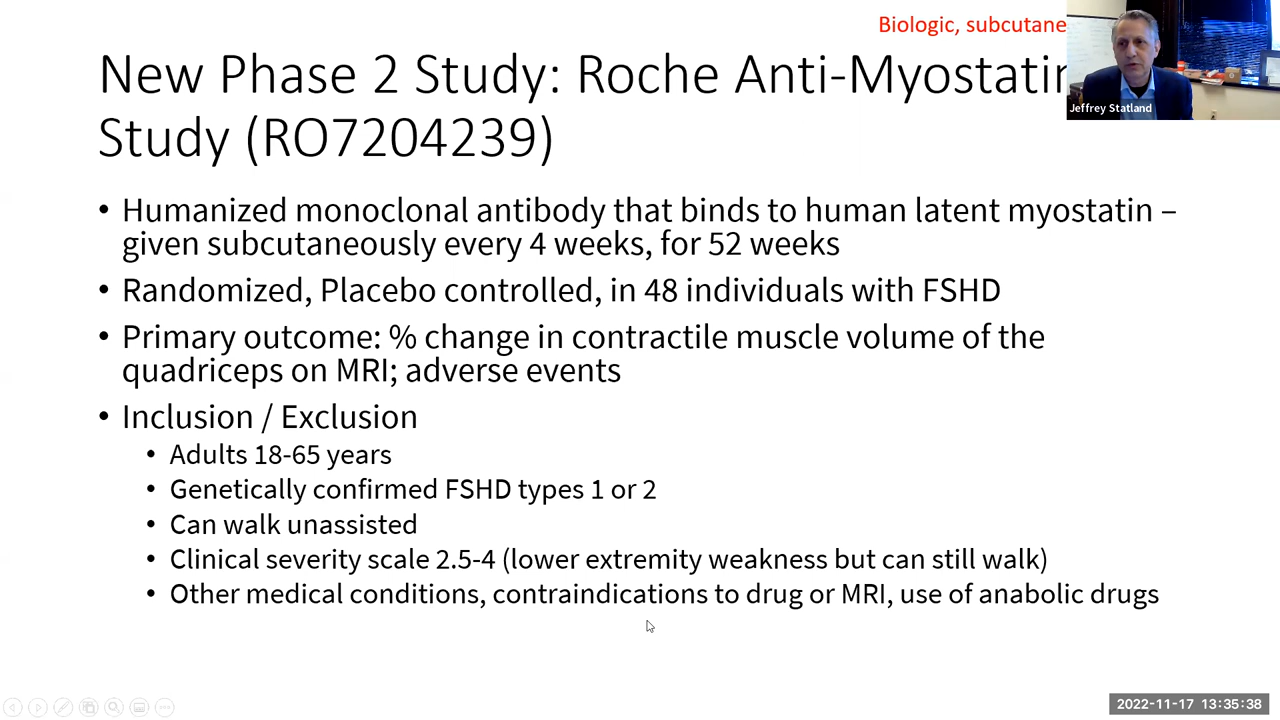 Biologic, subcutane
New Phase 2 Study: Roche Anti-Myostatin
Study (RO7204239)
Jeffrey Statland
• Humanized monoclonal antibody that binds to human latent myostatin –
given subcutaneously every 4 weeks, for 52 weeks
• Randomized, Placebo controlled, in 48 individuals with FSHD
• Primary outcome: % change in contractile muscle volume of the
quadriceps on MRI; adverse events
• Inclusion / Exclusion
• Adults 18-65 years
• Genetically confirmed FSHD types 1 or 2
• Can walk unassisted
• Clinical severity scale 2.5-4 (lower extremity weakness but can still walk)
• Other medical conditions, contraindications to drug or MRI, use of anabolic drugs
2022-11-17 13:35:38